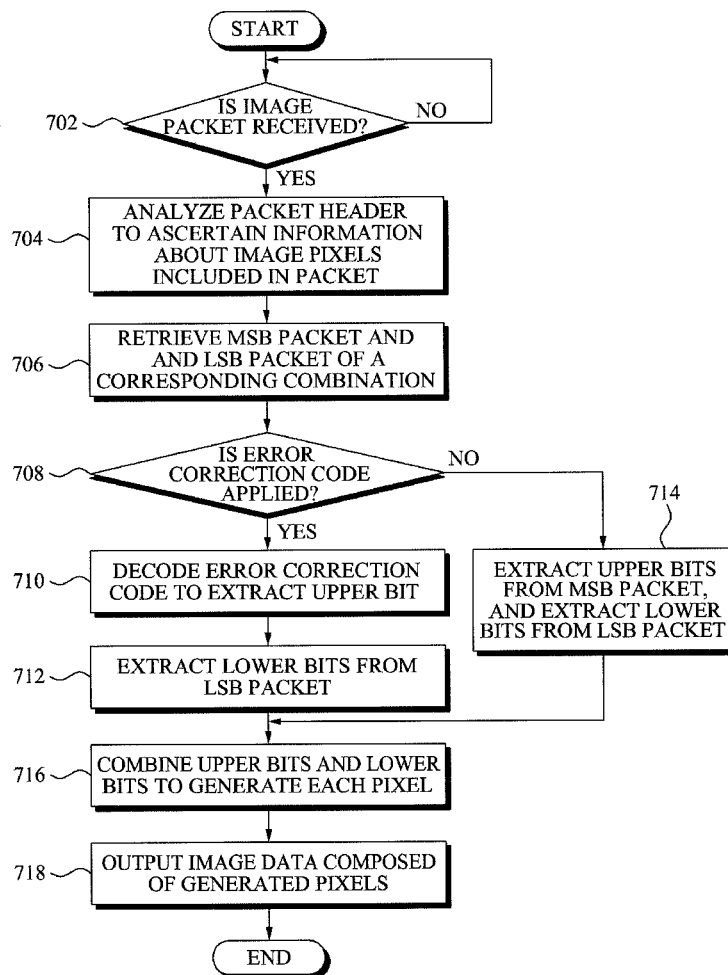 START
702
IS IMAGE
PACKET RECEIVED?
NO
YES
704
ANALYZE PACKET HEADER
TO ASCERTAIN INFORMATION
ABOUT IMAGE PIXELS
INCLUDED IN PACKET
706
RETRIEVE MSB PACKET AND
AND LSB PACKET OF A
CORRESPONDING COMBINATION
708
IS ERROR
CORRECTION CODE
APPLIED?
NO
YES
714
710
DECODE ERROR CORRECTION
CODE TO EXTRACT UPPER BIT
EXTRACT UPPER BITS
FROM MSB PACKET,
AND EXTRACT LOWER
BITS FROM LSB PACKET
712
EXTRACT LOWER BITS FROM
LSB PACKET
716
COMBINE UPPER BITS AND LOWER
BITS TO GENERATE EACH PIXEL
718
OUTPUT IMAGE DATA COMPOSED
OF GENERATED PIXELS
END